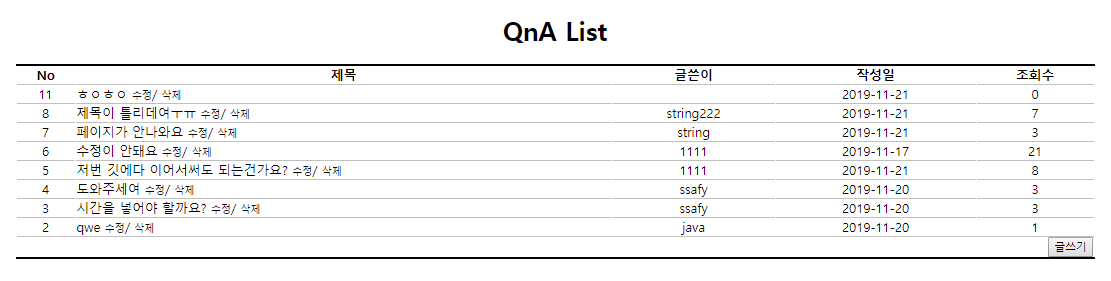 QnA List
No 제목 글쓴이 작성일 조회수
11 ㅎㅇㅎㅇ 수정/ 삭제 2019-11-21 0
8 제목이 틀리데여ㅜㅠ 수정/ 삭제 string222 2019-11-21 7
7 페이지가 안나와요 수정/ 삭제 string 2019-11-21 3
6 수정이 안돼요 수정/ 삭제 1111 2019-11-17 21
5 저번 깃에다 이어서써도 되는건가요? 수정/ 삭제 1111 2019-11-21 8
4 도와주세여 수정/ 삭제 ssafy 2019-11-20 3
3 시간을 넣어야 할까요? 수정/ 삭제 ssafy 2019-11-20 3
2 qwe 수정/ 삭제 java 2019-11-20 1
글쓰기